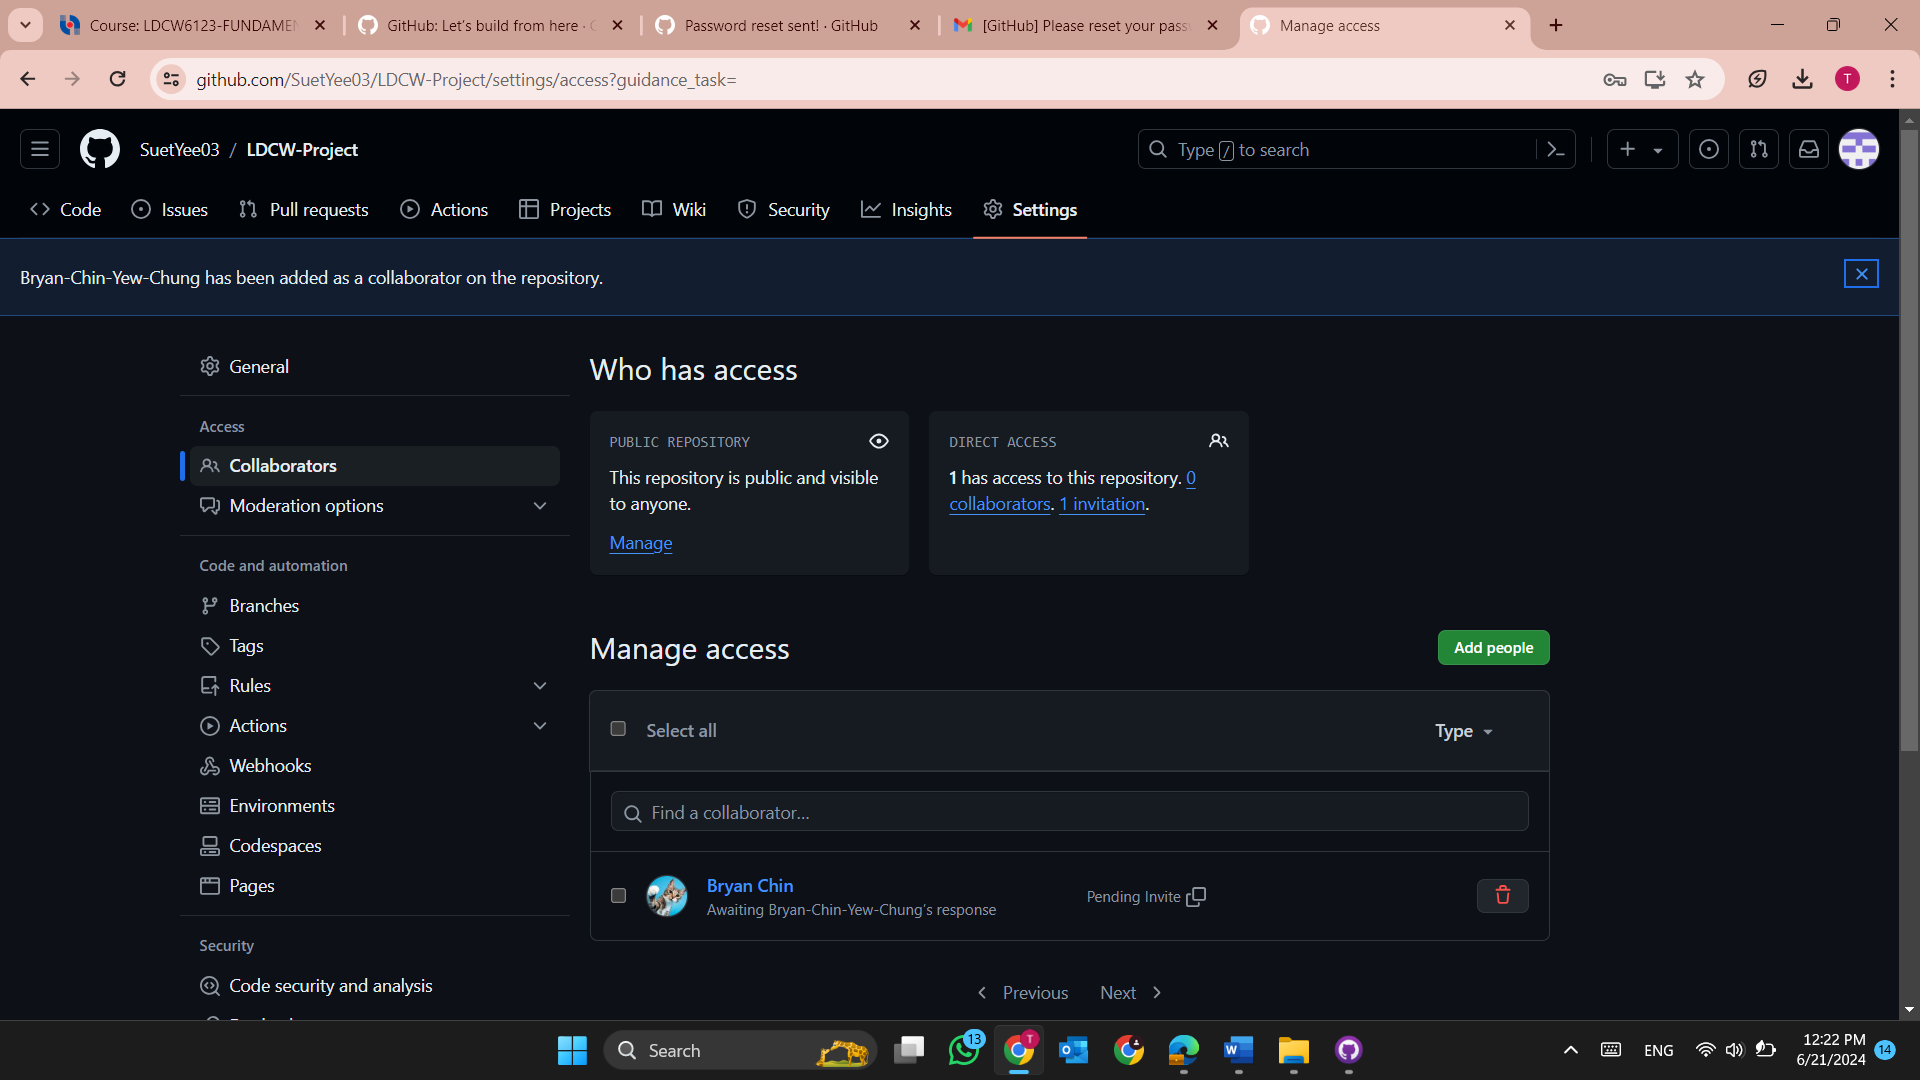 Course: LDCW6123-FUNDAMEN
GitHub: Let's build from here · G
Password reset sent! · GitHub
[GitHub] Please reset your passw
Manage access
github.com/SuetYee03/LDCW-Project/settings/access?guidance_task=
T
SuetYee03 / LDCW-Project
Type / to search
Code
Issues
Pull requests
Actions
Projects
Wiki
Security
Insights
Settings
Bryan-Chin-Yew-Chung has been added as a collaborator on the repository.
General
Access
Collaborators
Moderation options
Code and automation
Branches
Tags
Rules
Actions
Webhooks
Environments
Codespaces
Pages
Security
Code security and analysis
Who has access
PUBLIC REPOSITORY
This repository is public and visible
to anyone.
Manage
DIRECT ACCESS
1 has access to this repository. 0
collaborators. 1 invitation.
Manage access
Add people
Select all
Type
Find a collaborator...
Bryan Chin
Awaiting Bryan-Chin-Yew-Chung's response
Pending Invite
Previous
Next
Search
13
T
ENG
12:22 PM
6/21/2024
14